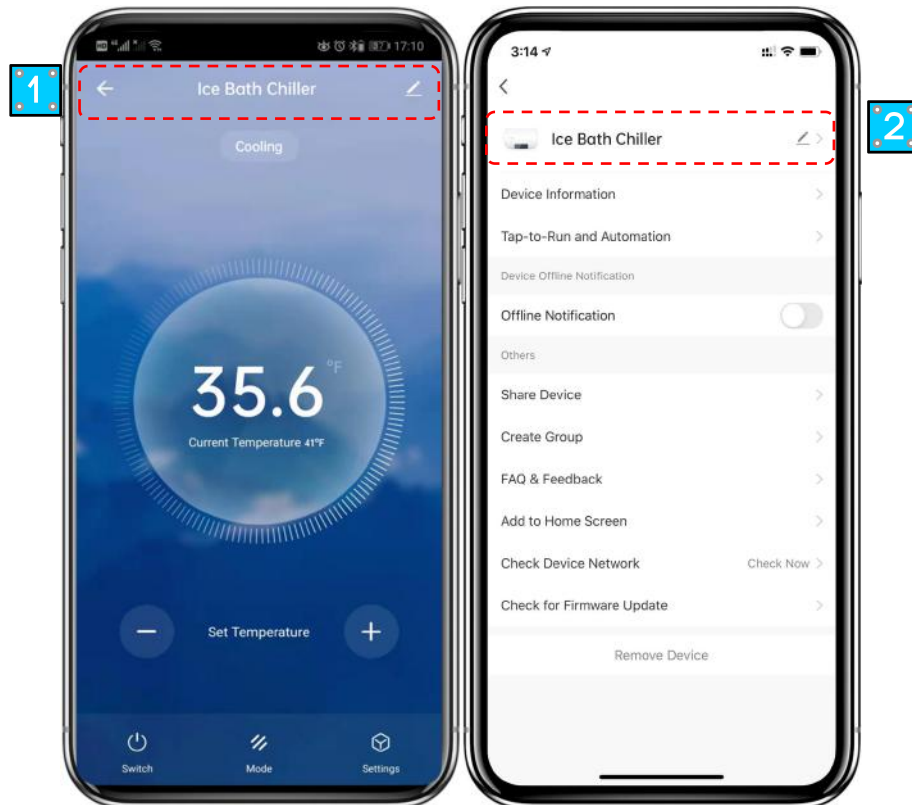 1
17:10
Ice Bath Chiller
Cooling
35.6 °F
Current Temperature 41°F
Set Temperature
Switch
Mode
Settings
3:14
Ice Bath Chiller
2
Device Information
Tap-to-Run and Automation
Device Offline Notification
Offline Notification
Others
Share Device
Create Group
FAQ & Feedback
Add to Home Screen
Check Device Network Check Now
Check for Firmware Update
Remove Device